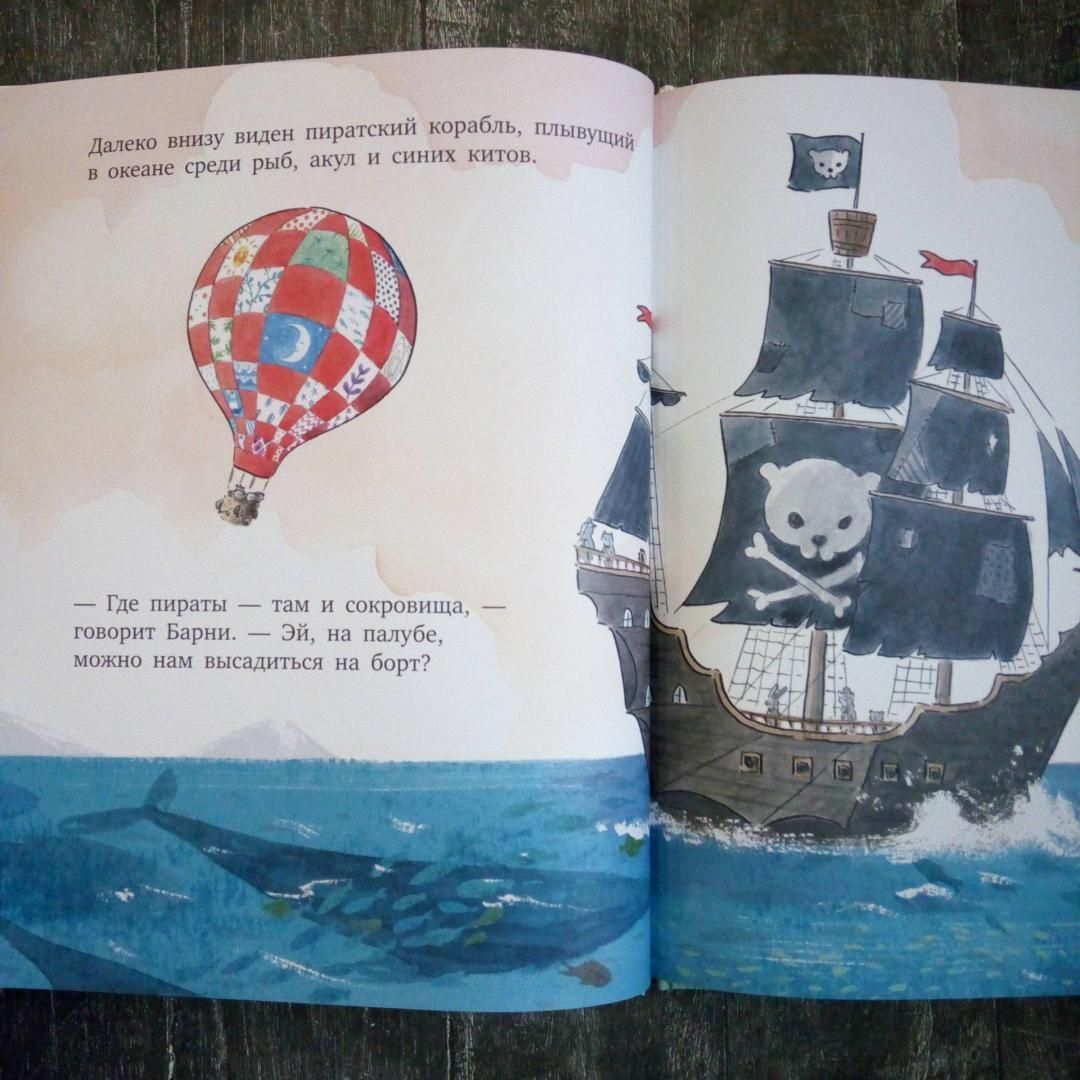 Далеко внизу виден пиратский корабль, плывущий
в океане среди рыб, акул и синих китов.
— Где пираты — там и сокровища, —
говорит Барни. — Эй, на палубе,
можно нам высадиться на борт?